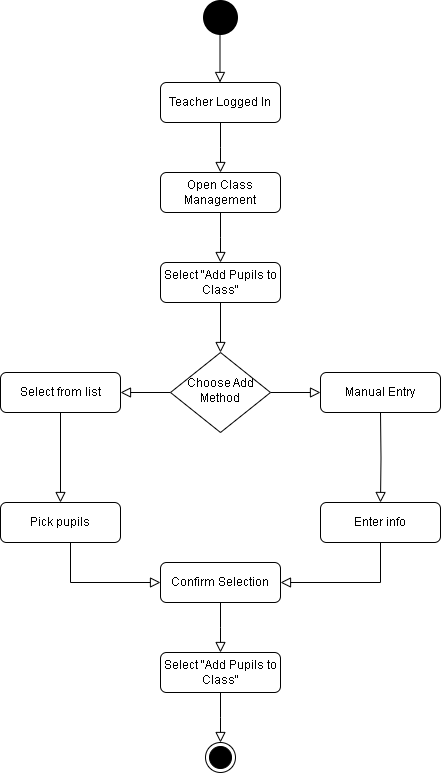 Teacher Logged In
Open Class
Management
Select "Add Pupils to
Class"
Choose Add
Method
Select from list
Manual Entry
Pick pupils
Enter info
Confirm Selection
Select "Add Pupils to
Class"